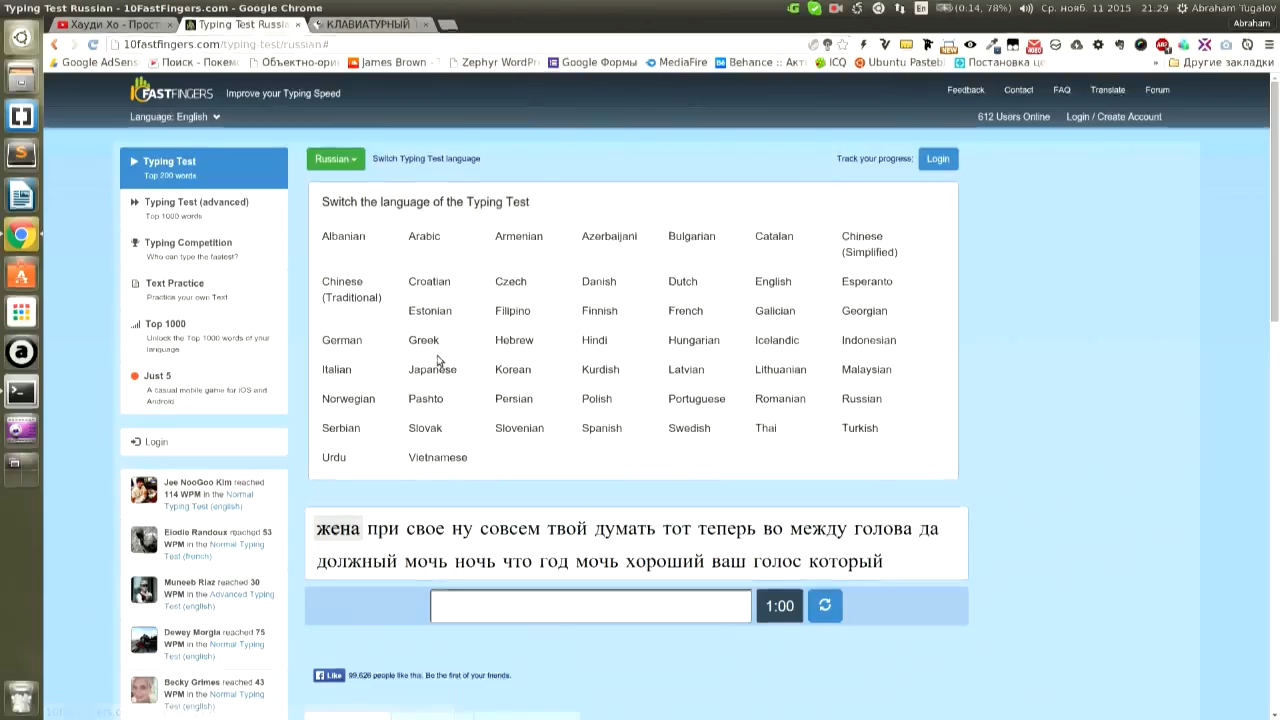 Typing Test Russian - 10FastFingers.com - Google Chrome
En (0:14, 78%) Ср. нояб. 11 2015 21:29 Abraham Tugalov
Хауди Хо - Прост Typing Test Russia КЛАВИАТУРНЫЙ Abraham
10fastfingers.com/typing-test/russian#
Google AdSens Поиск - Покемо Объектно-ори James Brown - Zephyr WordPr Google Формы MediaFire Behance :: Акт ICQ Ubuntu Pasteb Постановка це » Другие закладки
FASTFINGERS Improve your Typing Speed
Feedback Contact FAQ Translate Forum
Language: English
612 Users Online Login / Create Account
Typing Test
Top 200 words
Typing Test (advanced)
Top 1000 words
Typing Competition
Who can type the fastest?
Text Practice
Practice your own Text
Top 1000
Unlock the Top 1000 words of your
language
Just 5
A casual mobile game for iOS and
Android
Login
Jee NooGoo Kim reached
114 WPM in the Normal
Typing Test (english)
Elodie Randoux reached 53
WPM in the Normal Typing
Test (french)
Muneeb Riaz reached 30
WPM in the Advanced Typing
Test (english)
Dewey Morgia reached 75
WPM in the Normal Typing
Test (english)
Becky Grimes reached 43
WPM in the Normal Typing
Test (english)
Russian Switch Typing Test language
Track your progress: Login
Switch the language of the Typing Test
Albanian Arabic Armenian Azerbaijani Bulgarian Catalan Chinese
(Simplified)
Chinese Croatian Czech Danish Dutch English Esperanto
(Traditional)
Estonian Filipino Finnish French Galician Georgian
German Greek Hebrew Hindi Hungarian Icelandic Indonesian
Italian Japanese Korean Kurdish Latvian Lithuanian Malaysian
Norwegian Pashto Persian Polish Portuguese Romanian Russian
Serbian Slovak Slovenian Spanish Swedish Thai Turkish
Urdu Vietnamese
жена при свое ну совсем твой думать тот теперь во между голова да
должный мочь ночь что год мочь хороший ваш голос который
1:00
Like 99,626 people like this. Be the first of your friends.